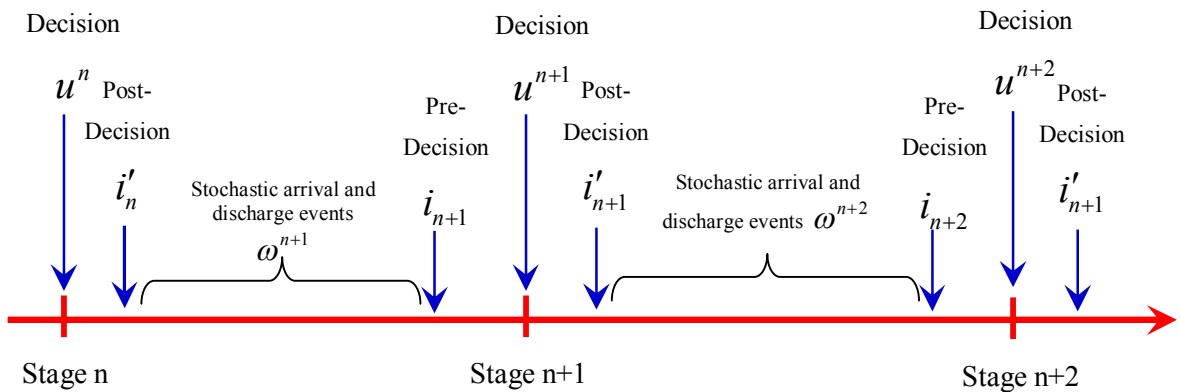 Decision
u^n Post-
Decision
i'_n
Stochastic arrival and
discharge events
ω^{n+1}
Pre-
Decision
i_{n+1}
Decision
u^{n+1} Post-
Decision
i'_{n+1}
Stochastic arrival and
discharge events ω^{n+2}
Pre-
Decision
i_{n+2}
Decision
u^{n+2} Post-
Decision
i'_{n+1}
Stage n
Stage n+1
Stage n+2